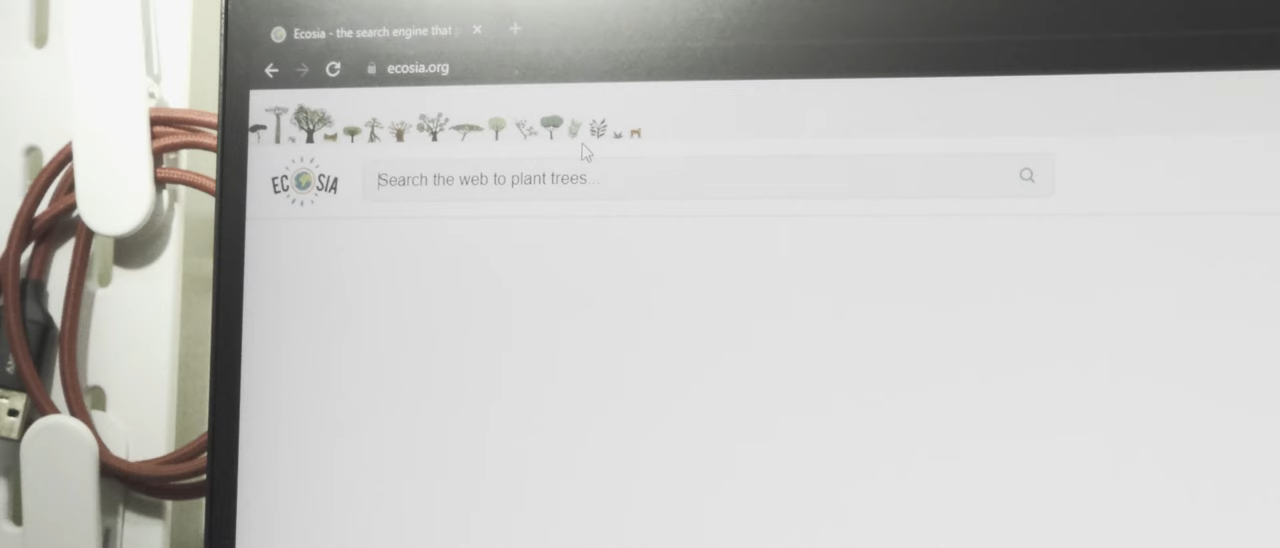 Ecosia - the search engine that
ecosia.org
ECOSIA
Search the web to plant trees...